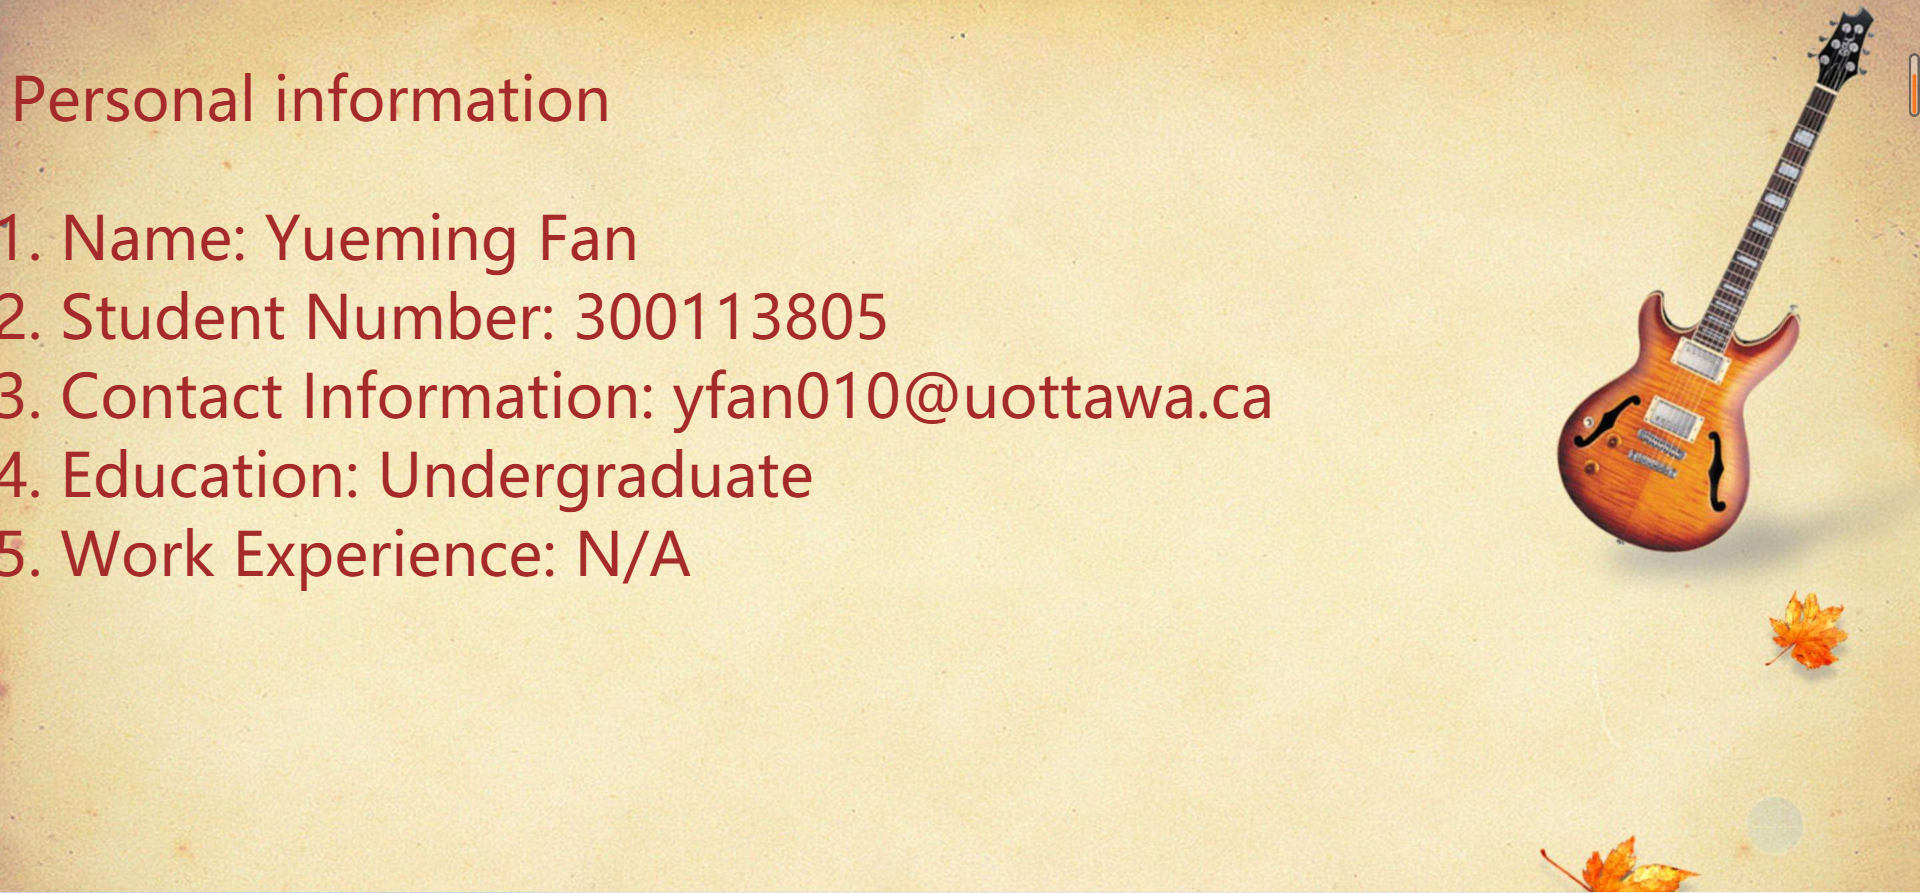 Personal information
1. Name: Yueming Fan
2. Student Number: 300113805
3. Contact Information: yfan010@uottawa.ca
4. Education: Undergraduate
5. Work Experience: N/A